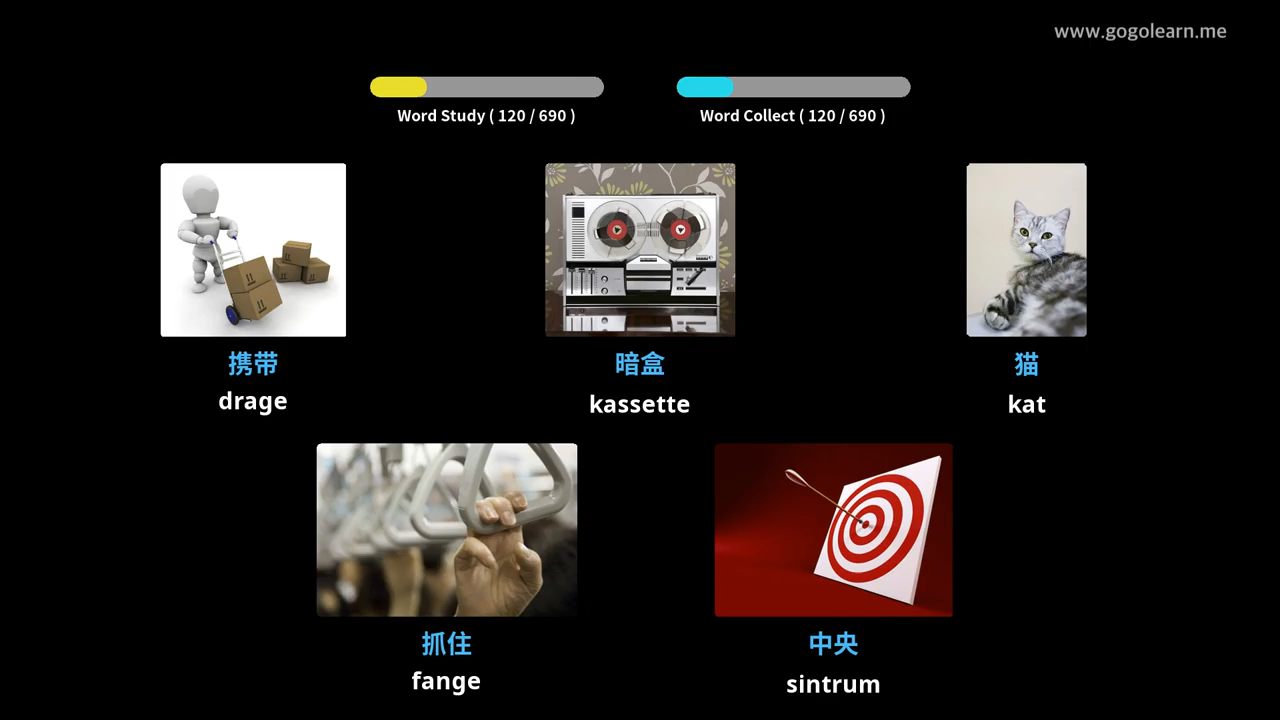 www.gogolearn.me
Word Study ( 120 / 690 )
Word Collect ( 120 / 690 )
携带
drage
暗盒
kassette
猫
kat
抓住
fange
中央
sintrum